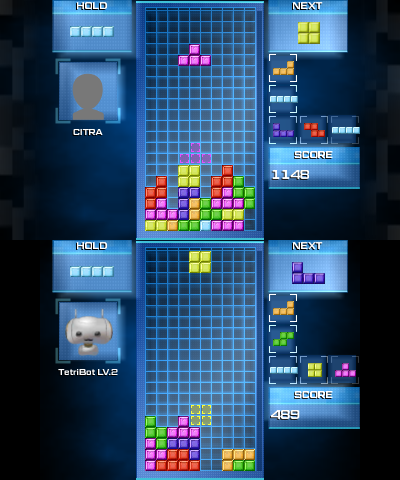 HOLD
NEXT
CITRA
SCORE
1148
HOLD
NEXT
TetriBot LV.2
SCORE
489